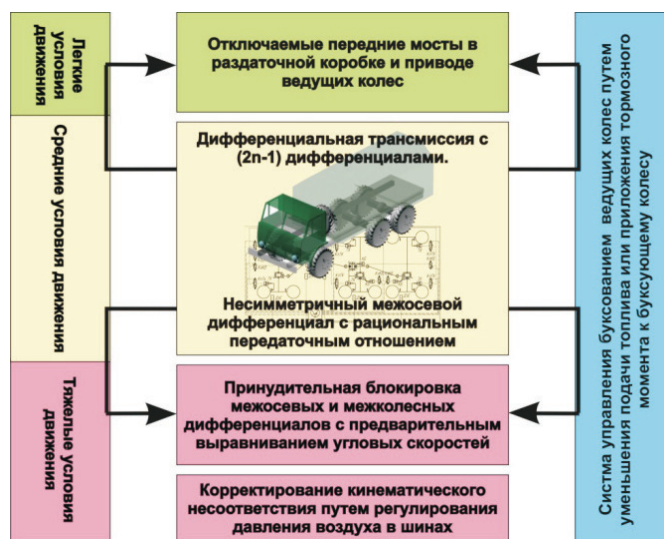 Легкие
условия
движения
Отключаемые передние мосты в
раздаточной коробке и приводе
ведущих колес
Средние условия движения
Дифференциальная трансмиссия с
(2n-1) дифференциалами.
Несимметричный межосевой
дифференциал с рациональным
передаточным отношением
Тяжелые условия
движения
Принудительная блокировка
межосевых и межколесных
дифференциалов с предварительным
выравниванием угловых скоростей
Корректирование кинематического
несоответствия путем регулирования
давления воздуха в шинах
Систма управления буксованием ведущих колес путем
уменьшения подачи топлива или приложения тормозного
момента к буксующему колесу